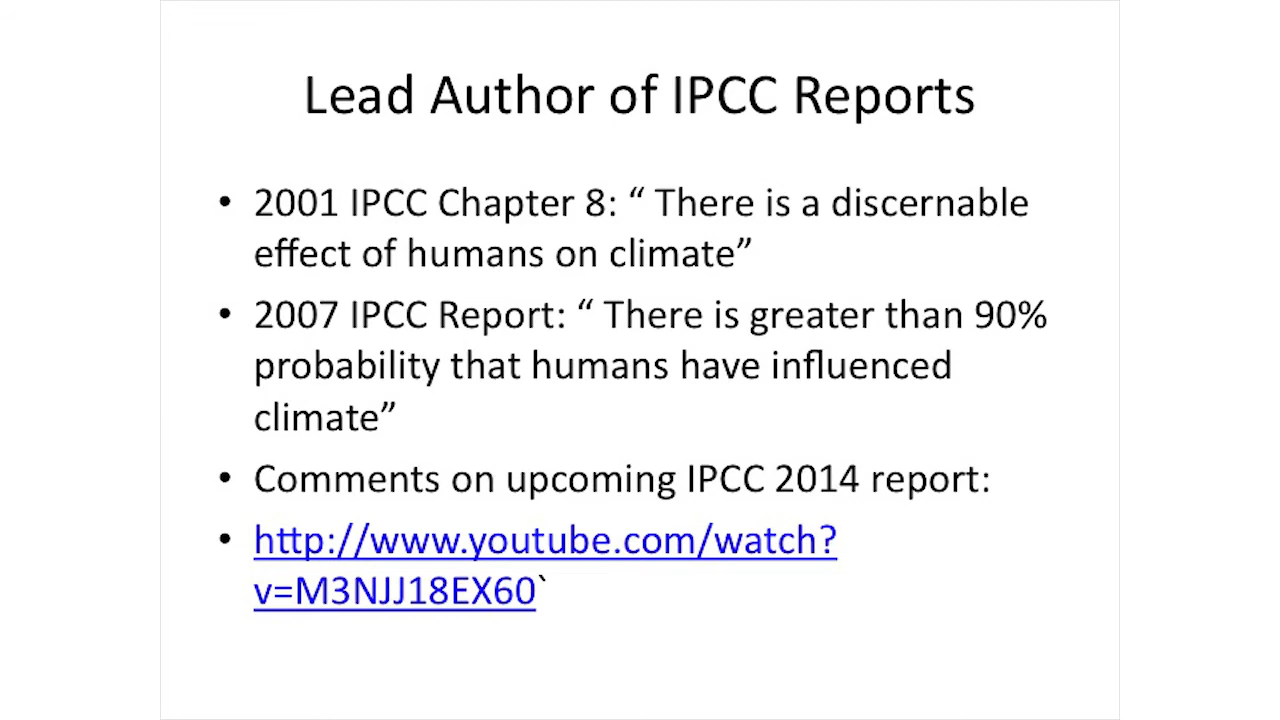 Lead Author of IPCC Reports
• 2001 IPCC Chapter 8: “ There is a discernable
effect of humans on climate”
• 2007 IPCC Report: “ There is greater than 90%
probability that humans have influenced
climate”
• Comments on upcoming IPCC 2014 report:
• http://www.youtube.com/watch?
v=M3NJJ18EX60`